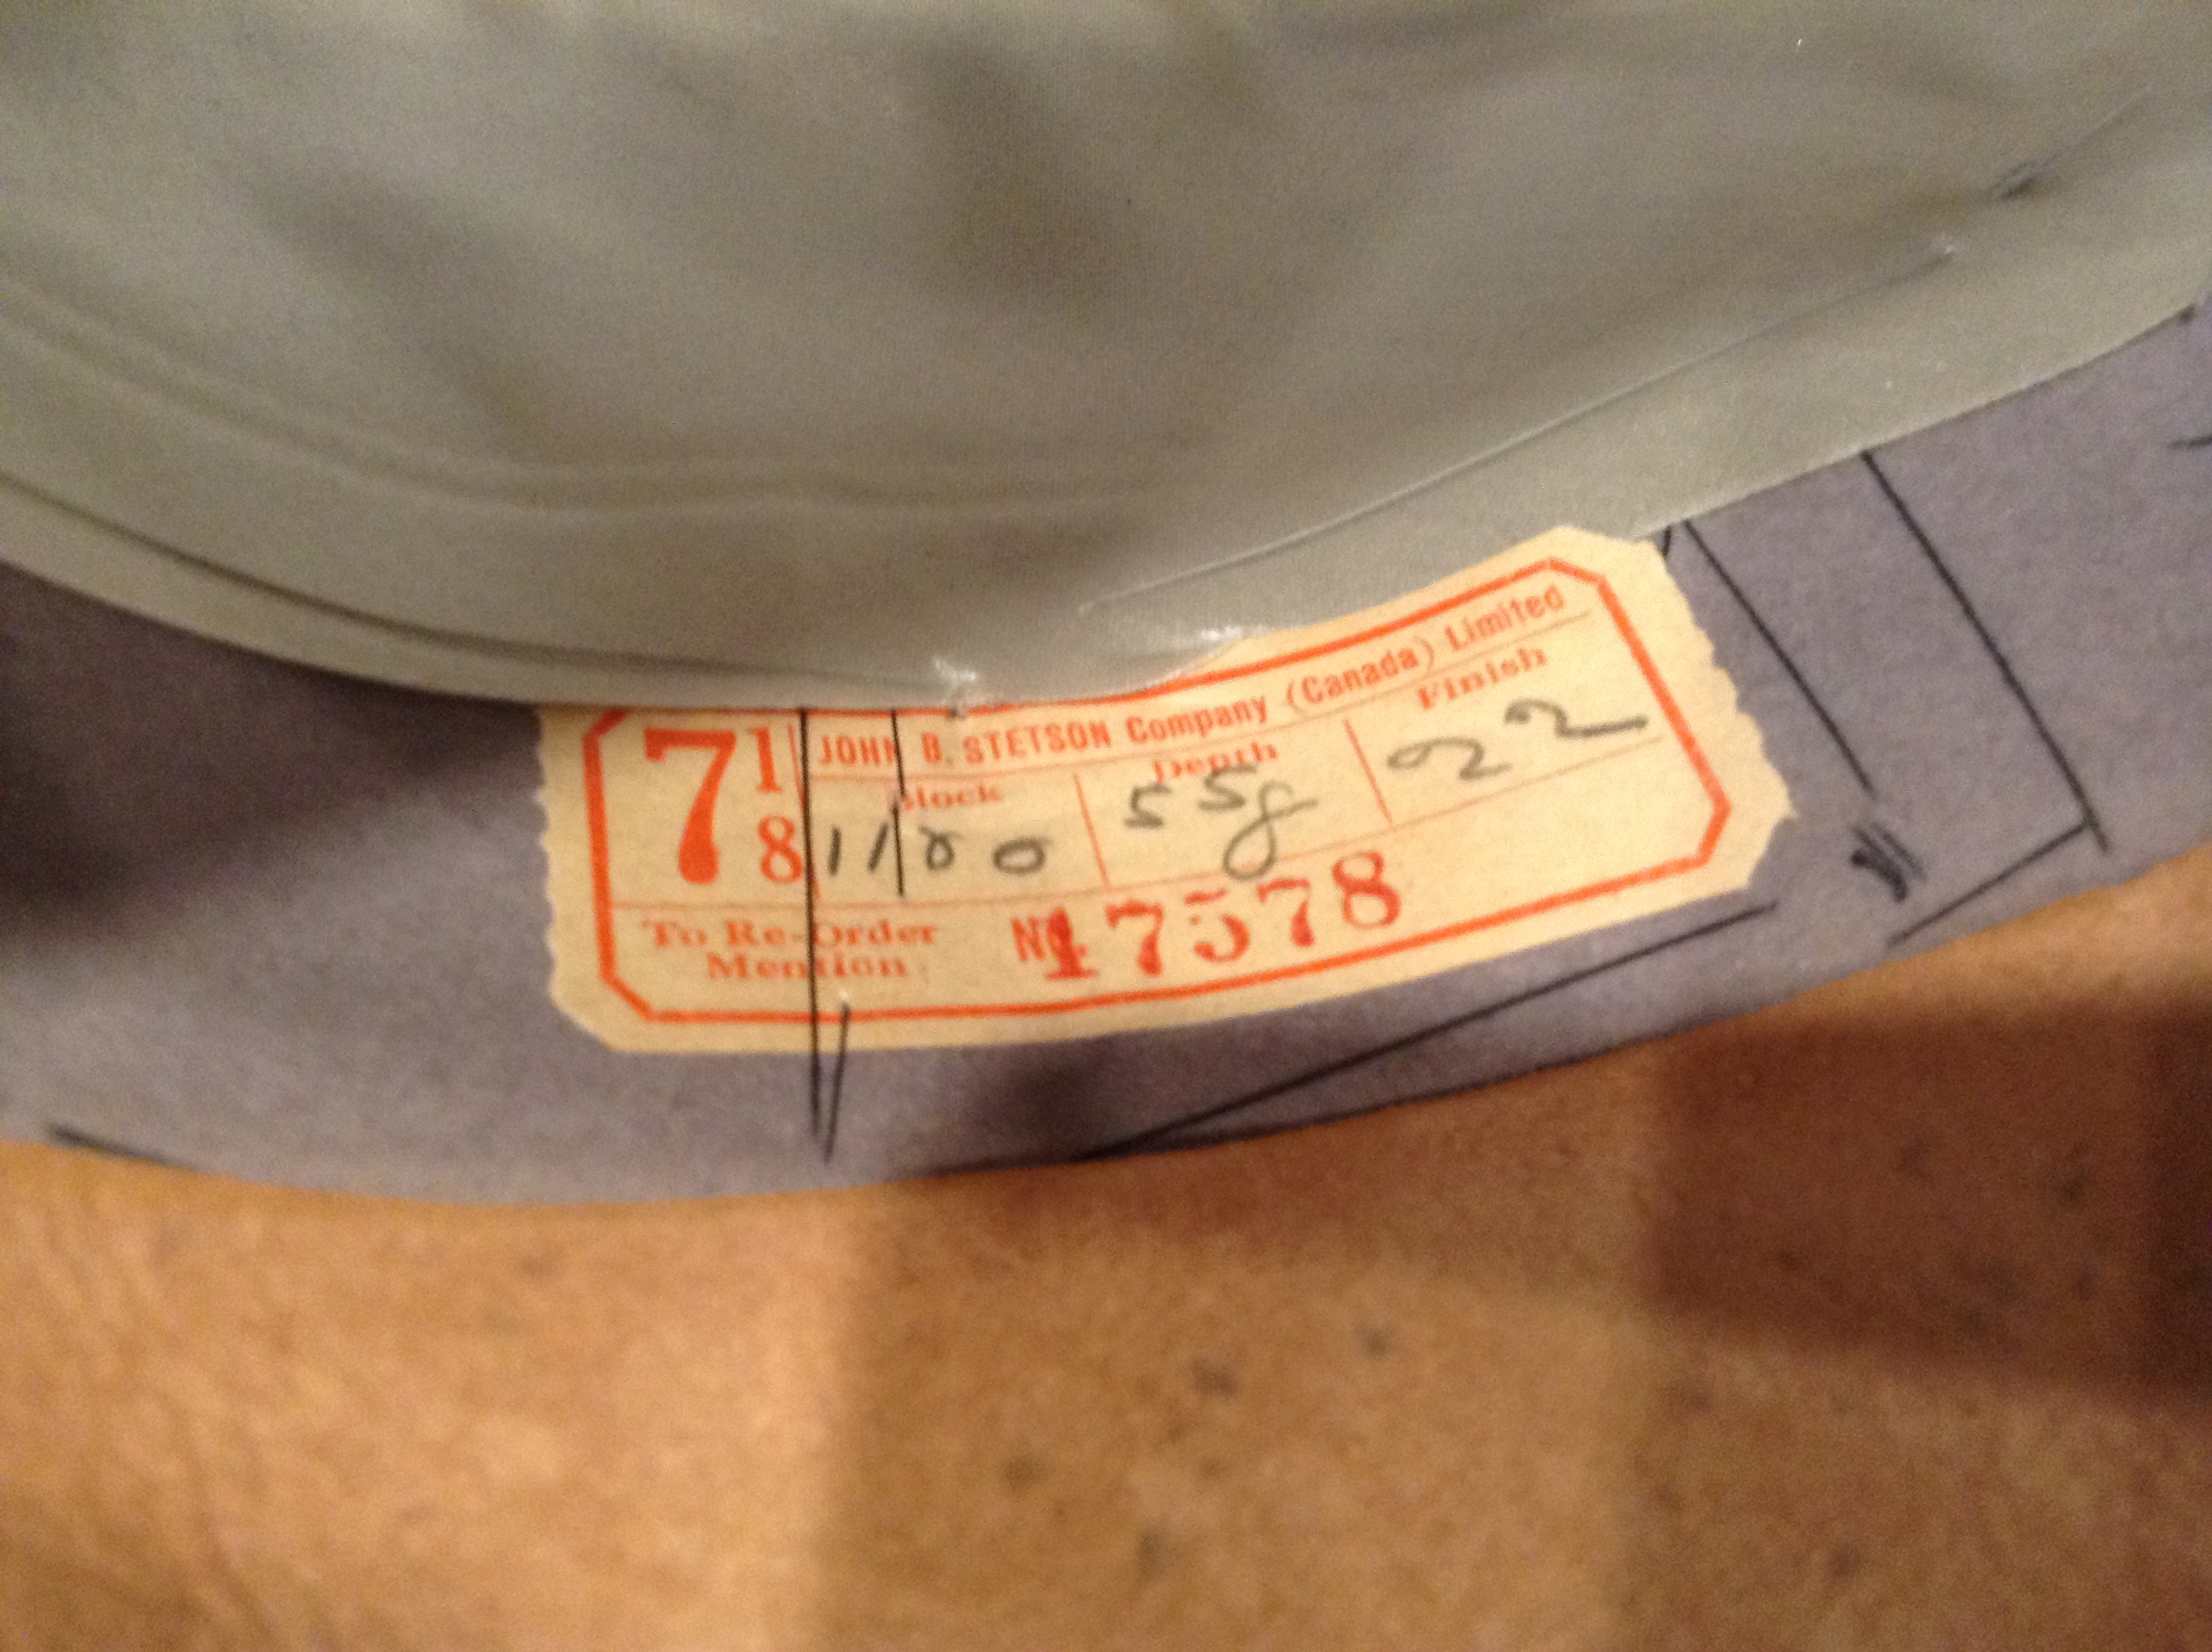 7 1/8
JOHN B. STETSON Company (Canada) Limited
Block Depth Finish
1100 5 5/8 22
To Re-Order
Mention No 17578